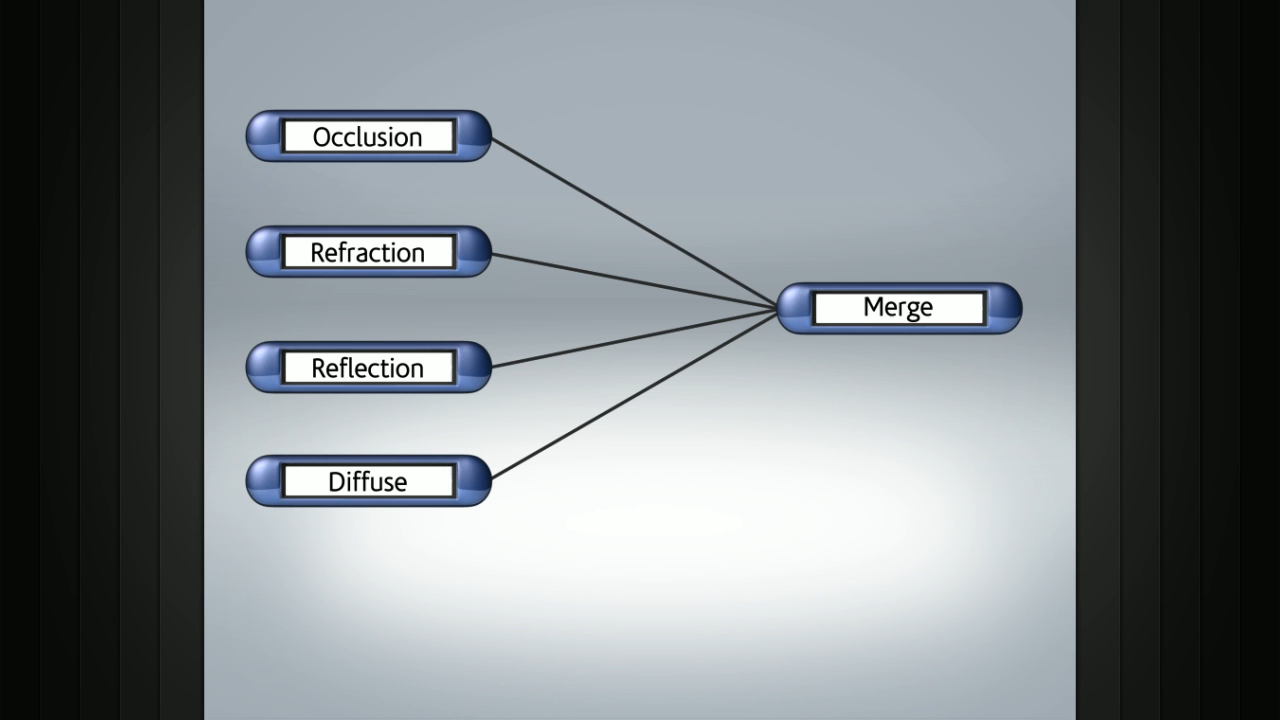 Occlusion
Refraction
Reflection
Diffuse
Merge